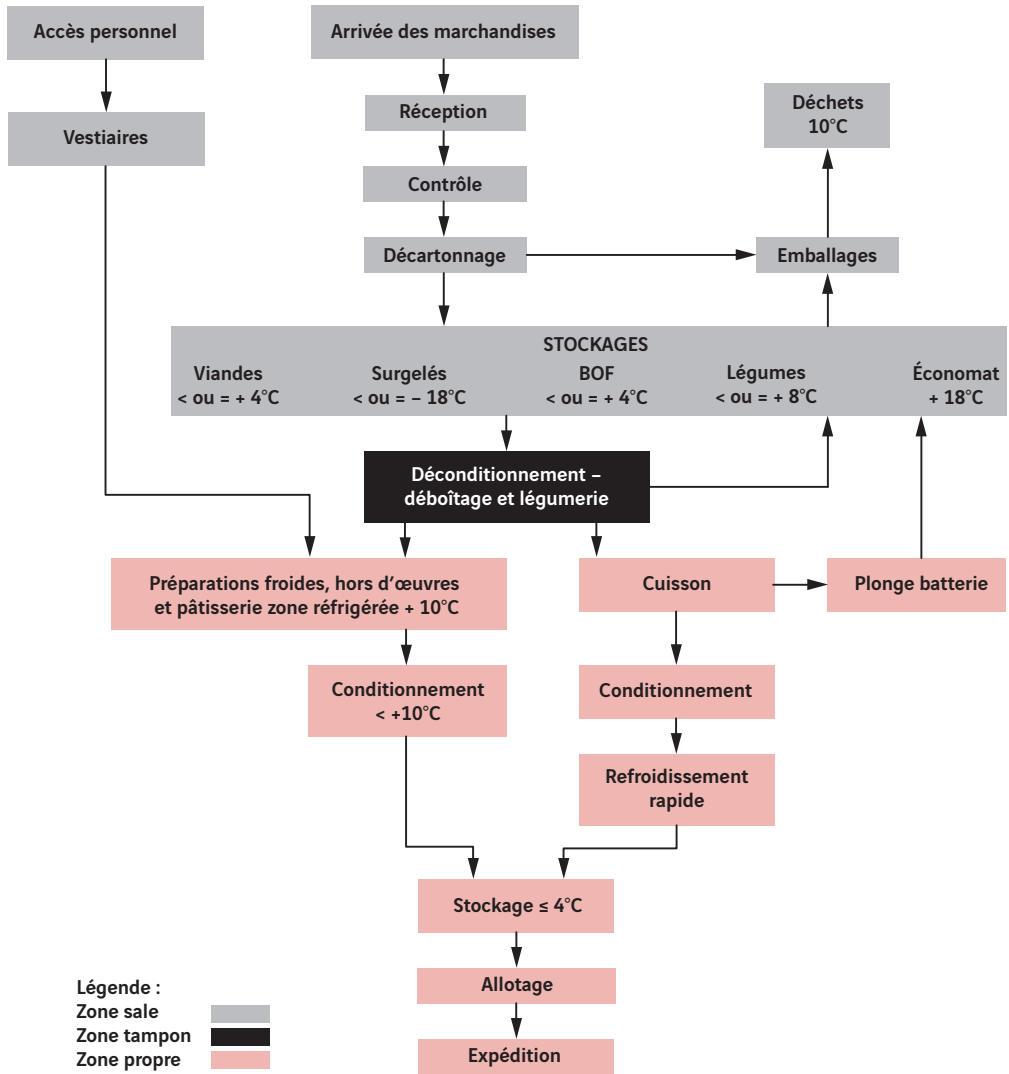 Accès personnel
Arrivée des marchandises
Déchets
10°C
Réception
Vestiaires
Contrôle
Décartonnage
Emballages
STOCKAGES
Viandes
< ou = + 4°C
Surgelés
< ou = – 18°C
BOF
< ou = + 4°C
Légumes
< ou = + 8°C
Économat
+ 18°C
Déconditionnement –
déboîtage et légumerie
Préparations froides, hors d'œuvres
et pâtisserie zone réfrigérée + 10°C
Cuisson
Plonge batterie
Conditionnement
< +10°C
Conditionnement
Refroidissement
rapide
Stockage ≤ 4°C
Allotage
Expédition
Légende :
Zone sale
Zone tampon
Zone propre